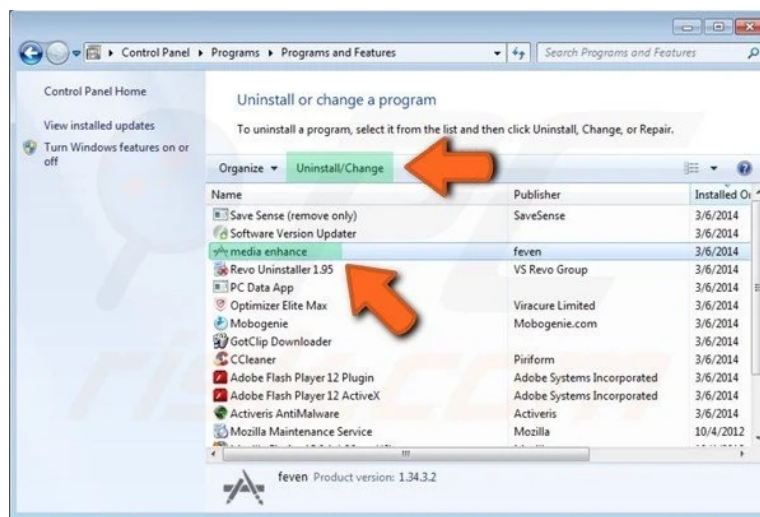 Control Panel ▸ Programs ▸ Programs and Features
Search Programs and Features
Control Panel Home
View installed updates
Turn Windows features on or
off
Uninstall or change a program
To uninstall a program, select it from the list and then click Uninstall, Change, or Repair.
Organize Uninstall/Change
Name Publisher Installed On
Save Sense (remove only) SaveSense 3/6/2014
Software Version Updater 3/6/2014
media enhance feven 3/6/2014
Revo Uninstaller 1.95 VS Revo Group 3/6/2014
PC Data App 3/6/2014
Optimizer Elite Max Viracure Limited 3/6/2014
Mobogenie Mobogenie.com 3/6/2014
GotClip Downloader 3/6/2014
CCleaner Piriform 3/6/2014
Adobe Flash Player 12 Plugin Adobe Systems Incorporated 3/6/2014
Adobe Flash Player 12 ActiveX Adobe Systems Incorporated 3/6/2014
Activeris AntiMalware Activeris 3/6/2014
Mozilla Maintenance Service Mozilla 10/4/2012
feven Product version: 1.34.3.2
PC
risk.com